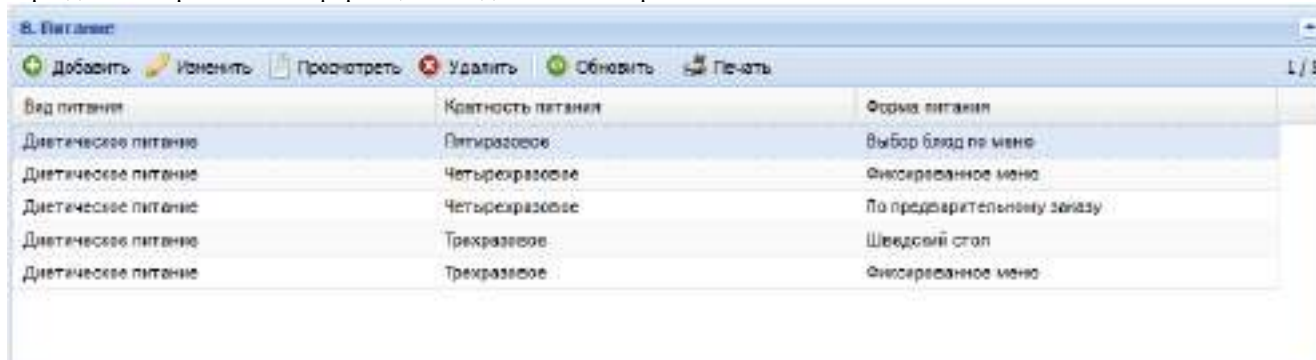 8. Питание
Добавить Изменить Просмотреть Удалить Обновить Печать 1 / 5
Вид питания Кратность питания Форма питания
Диетическое питание Пятиразовое Выбор блюд по меню
Диетическое питание Четырехразовое Фиксированное меню
Диетическое питание Четырехразовое По предварительному заказу
Диетическое питание Трехразовое Шведский стол
Диетическое питание Трехразовое Фиксированное меню